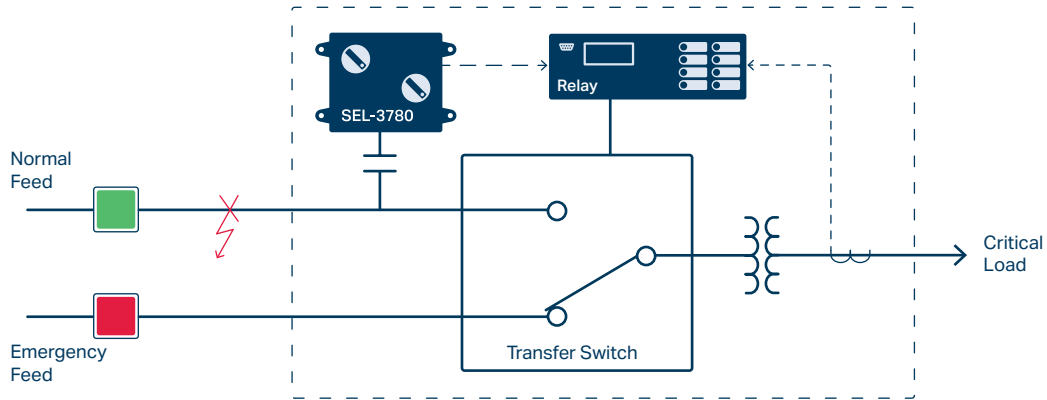 SEL-3780
Relay
Normal
Feed
Critical
Load
Emergency
Feed
Transfer Switch